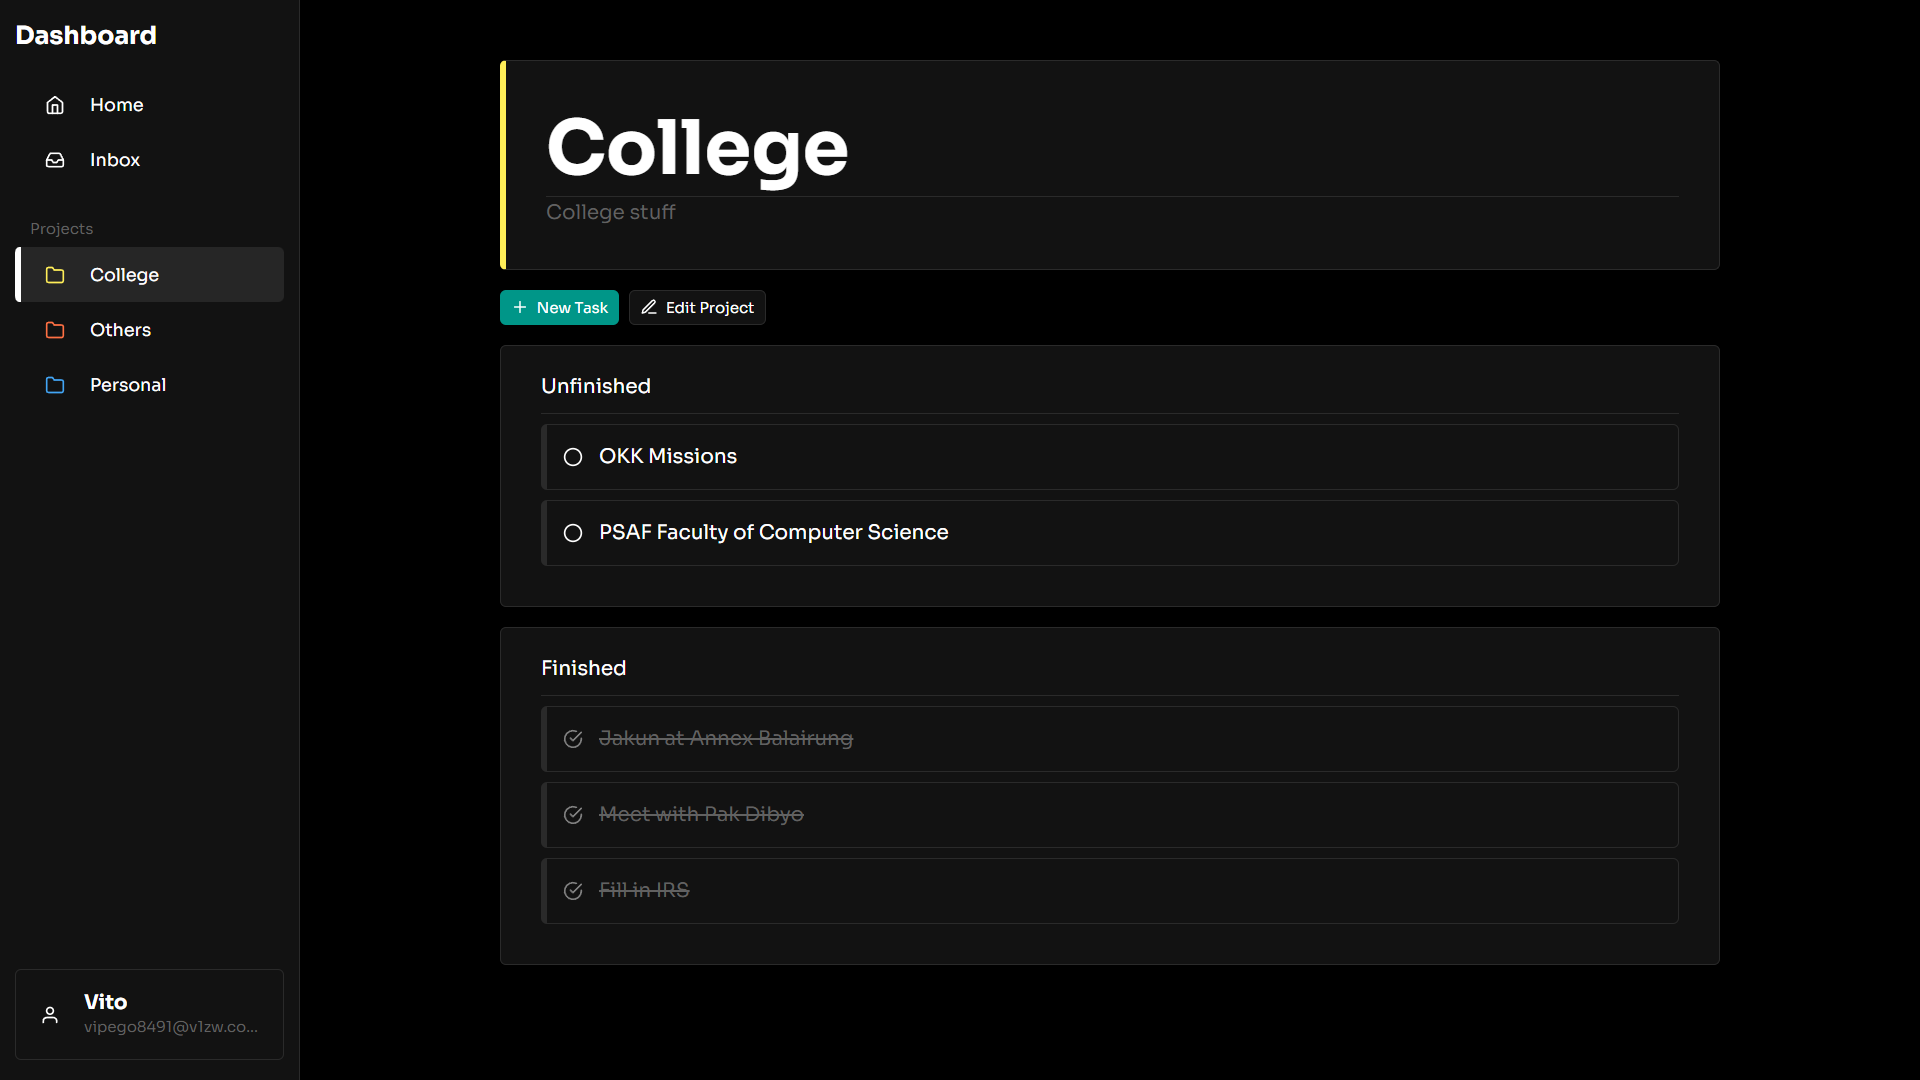 Dashboard
Home
Inbox
Projects
College
Others
Personal
Vito
vipego8491@v1zw.co...
College
College stuff
New Task
Edit Project
Unfinished
OKK Missions
PSAF Faculty of Computer Science
Finished
Jakun at Annex Balairung
Meet with Pak Dibyo
Fill in IRS